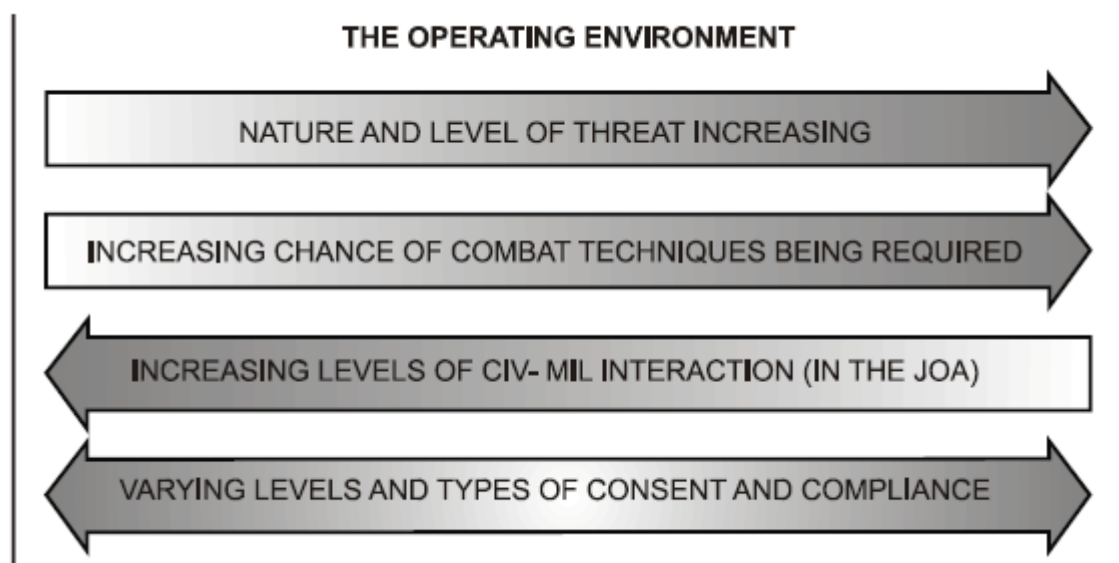 THE OPERATING ENVIRONMENT
NATURE AND LEVEL OF THREAT INCREASING
INCREASING CHANCE OF COMBAT TECHNIQUES BEING REQUIRED
INCREASING LEVELS OF CIV- MIL INTERACTION (IN THE JOA)
VARYING LEVELS AND TYPES OF CONSENT AND COMPLIANCE